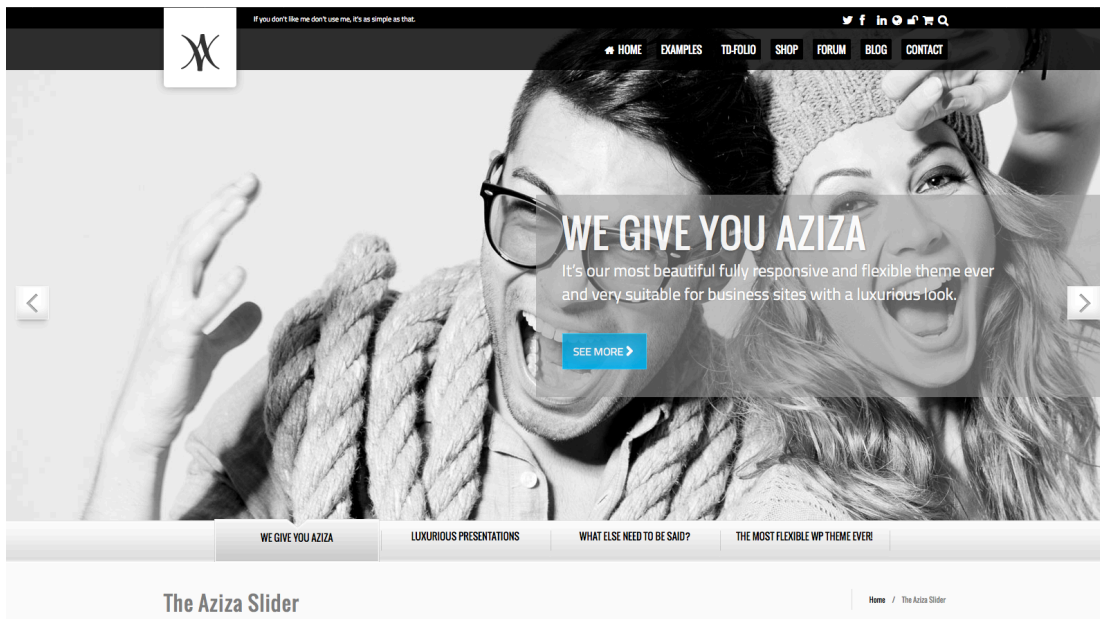 If you don't like me don't use me, it's as simple as that.
HOME EXAMPLES TD-FOLIO SHOP FORUM BLOG CONTACT
WE GIVE YOU AZIZA
It's our most beautiful fully responsive and flexible theme ever
and very suitable for business sites with a luxurious look.
SEE MORE
WE GIVE YOU AZIZA LUXURIOUS PRESENTATIONS WHAT ELSE NEED TO BE SAID? THE MOST FLEXIBLE WP THEME EVER!
The Aziza Slider
Home / The Aziza Slider